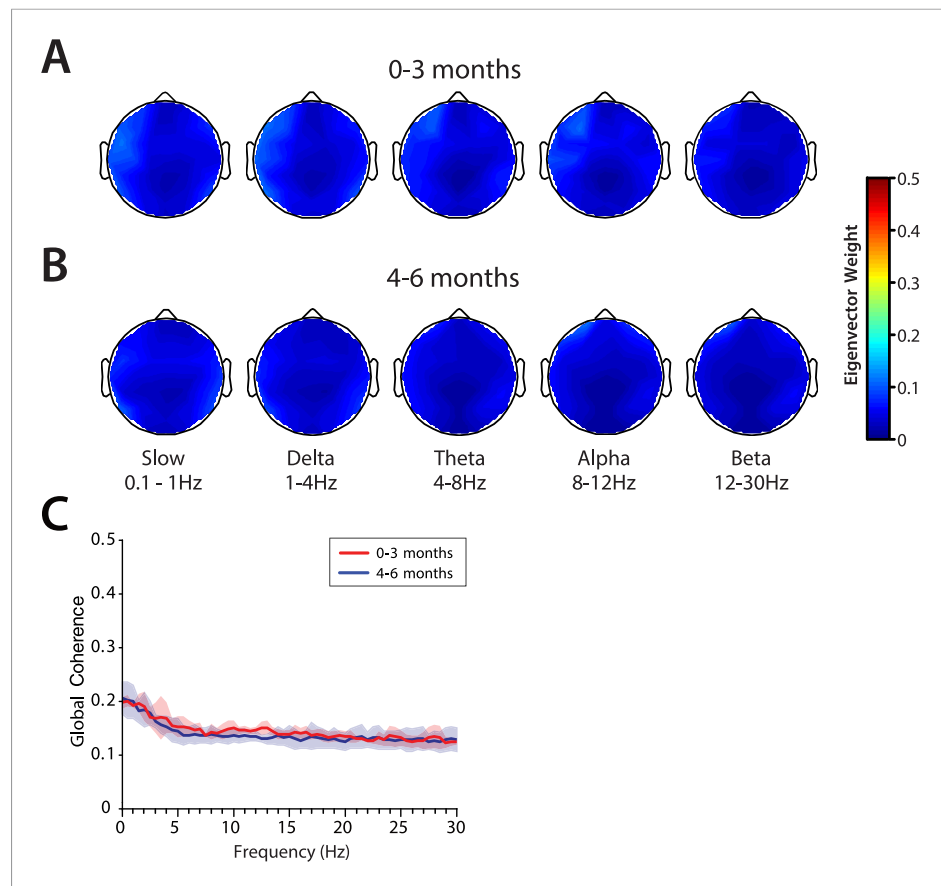 A
0-3 months
B
4-6 months
Slow
0.1 - 1Hz
Delta
1-4Hz
Theta
4-8Hz
Alpha
8-12Hz
Beta
12-30Hz
Eigenvector Weight
0.5
0.4
0.3
0.2
0.1
0
C
0-3 months
4-6 months
Global Coherence
0.5
0.4
0.3
0.2
0.1
0
0 5 10 15 20 25 30
Frequency (Hz)